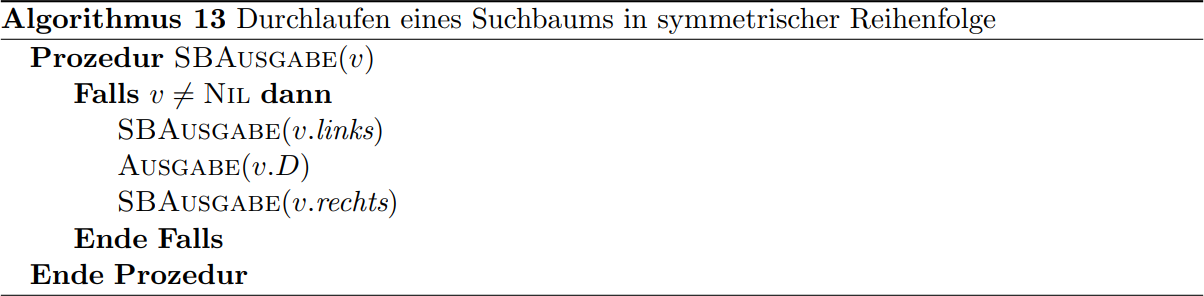 Algorithmus 13 Durchlaufen eines Suchbaums in symmetrischer Reihenfolge
Prozedur SBAusgabe(v)
Falls v ≠ Nil dann
SBAusgabe(v.links)
Ausgabe(v.D)
SBAusgabe(v.rechts)
Ende Falls
Ende Prozedur